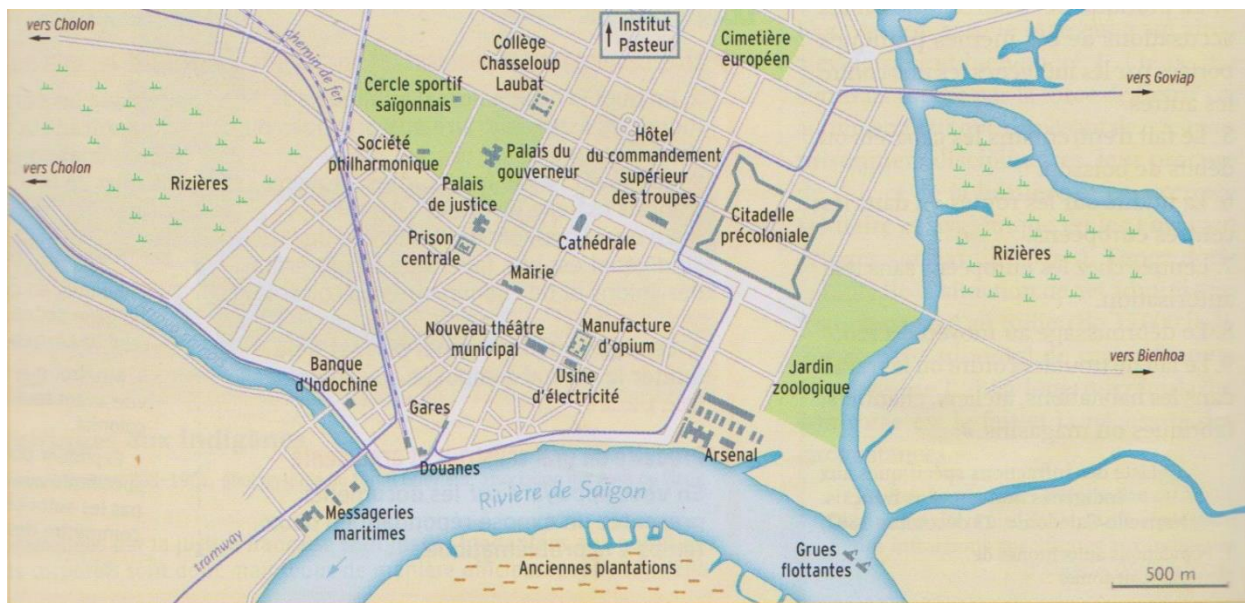 vers Cholon
chemin de fer
Collège
Chasseloup
Laubat
Institut
Pasteur
Cimetière
européen
vers Goviap
Cercle sportif
saïgonnais
Société
philharmonique
Palais du
gouverneur
Hôtel
du commandement
supérieur
des troupes
vers Cholon
Rizières
Palais
de justice
Citadelle
précoloniale
Prison
centrale
Cathédrale
Rizières
Mairie
Nouveau théâtre
municipal
Manufacture
d'opium
Banque
d'Indochine
Usine
d'électricité
Jardin
zoologique
vers Bienhoa
Gares
Douanes
Arsenal
Rivière de Saïgon
Messageries
maritimes
tramway
Anciennes plantations
Grues
flottantes
500 m